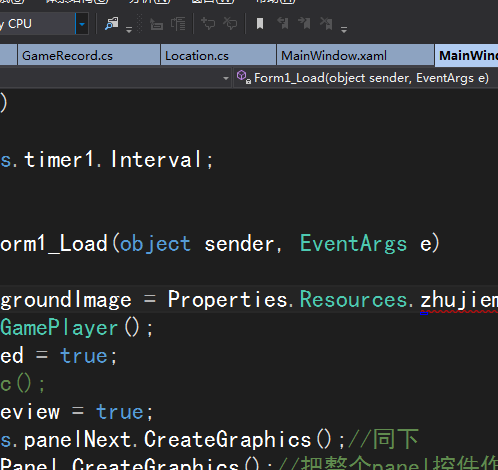 y CPU
GameRecord.cs Location.cs MainWindow.xaml MainWin
Form1_Load(object sender, EventArgs e)
)
s.timer1.Interval;
orm1_Load(object sender, EventArgs e)
groundImage = Properties.Resources.zhujiem
GamePlayer();
ed = true;
c();
eview = true;
s.panelNext.CreateGraphics();//同下
Panel.CreateGraphics();//把整个panel控件作